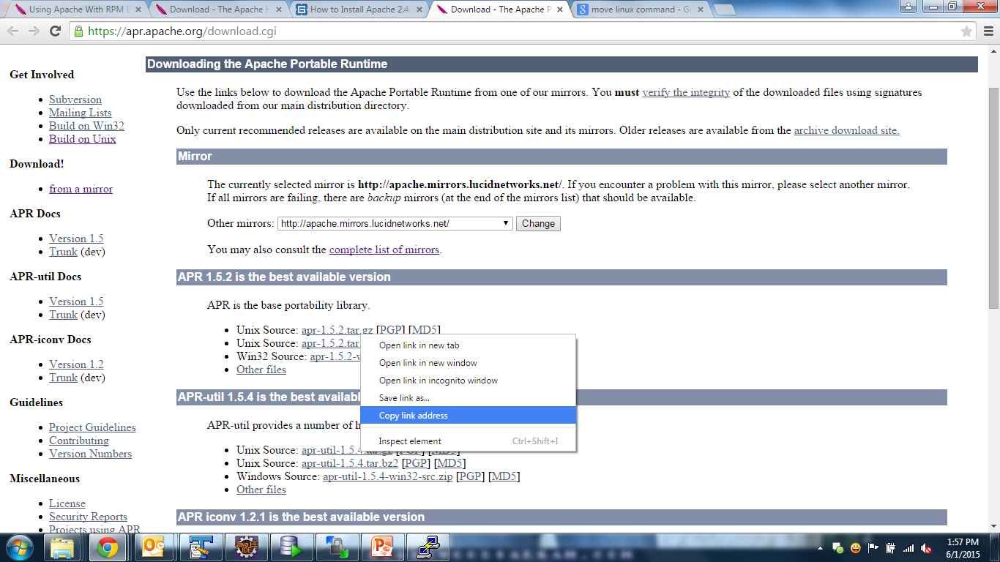 Using Apache With RPM B
Download - The Apache H
How to Install Apache 2.4
Download - The Apache P
move linux command - Go
https://apr.apache.org/download.cgi
Get Involved
Subversion
Mailing Lists
Build on Win32
Build on Unix
Download!
from a mirror
APR Docs
Version 1.5
Trunk (dev)
APR-util Docs
Version 1.5
Trunk (dev)
APR-iconv Docs
Version 1.2
Trunk (dev)
Guidelines
Project Guidelines
Contributing
Version Numbers
Miscellaneous
License
Security Reports
Projects using APR
Downloading the Apache Portable Runtime
Use the links below to download the Apache Portable Runtime from one of our mirrors. You must verify the integrity of the downloaded files using signatures
downloaded from our main distribution directory.
Only current recommended releases are available on the main distribution site and its mirrors. Older releases are available from the archive download site.
Mirror
The currently selected mirror is http://apache.mirrors.lucidnetworks.net/. If you encounter a problem with this mirror, please select another mirror.
If all mirrors are failing, there are backup mirrors (at the end of the mirrors list) that should be available.
Other mirrors: http://apache.mirrors.lucidnetworks.net/ Change
You may also consult the complete list of mirrors.
APR 1.5.2 is the best available version
APR is the base portability library.
Unix Source: apr-1.5.2.tar.gz [PGP] [MD5]
Unix Source: apr-1.5.2.tar
Win32 Source: apr-1.5.2-w
Other files
Open link in new tab
Open link in new window
Open link in incognito window
Save link as...
Copy link address
Inspect element Ctrl+Shift+I
APR-util 1.5.4 is the best availab
APR-util provides a number of h
Unix Source: apr-util-1.5.4.tar.gz [PGP] [MD5]
Unix Source: apr-util-1.5.4.tar.bz2 [PGP] [MD5]
Windows Source: apr-util-1.5.4-win32-src.zip [PGP] [MD5]
Other files
APR iconv 1.2.1 is the best available version
Java EE
IDE
1:57 PM
6/1/2015